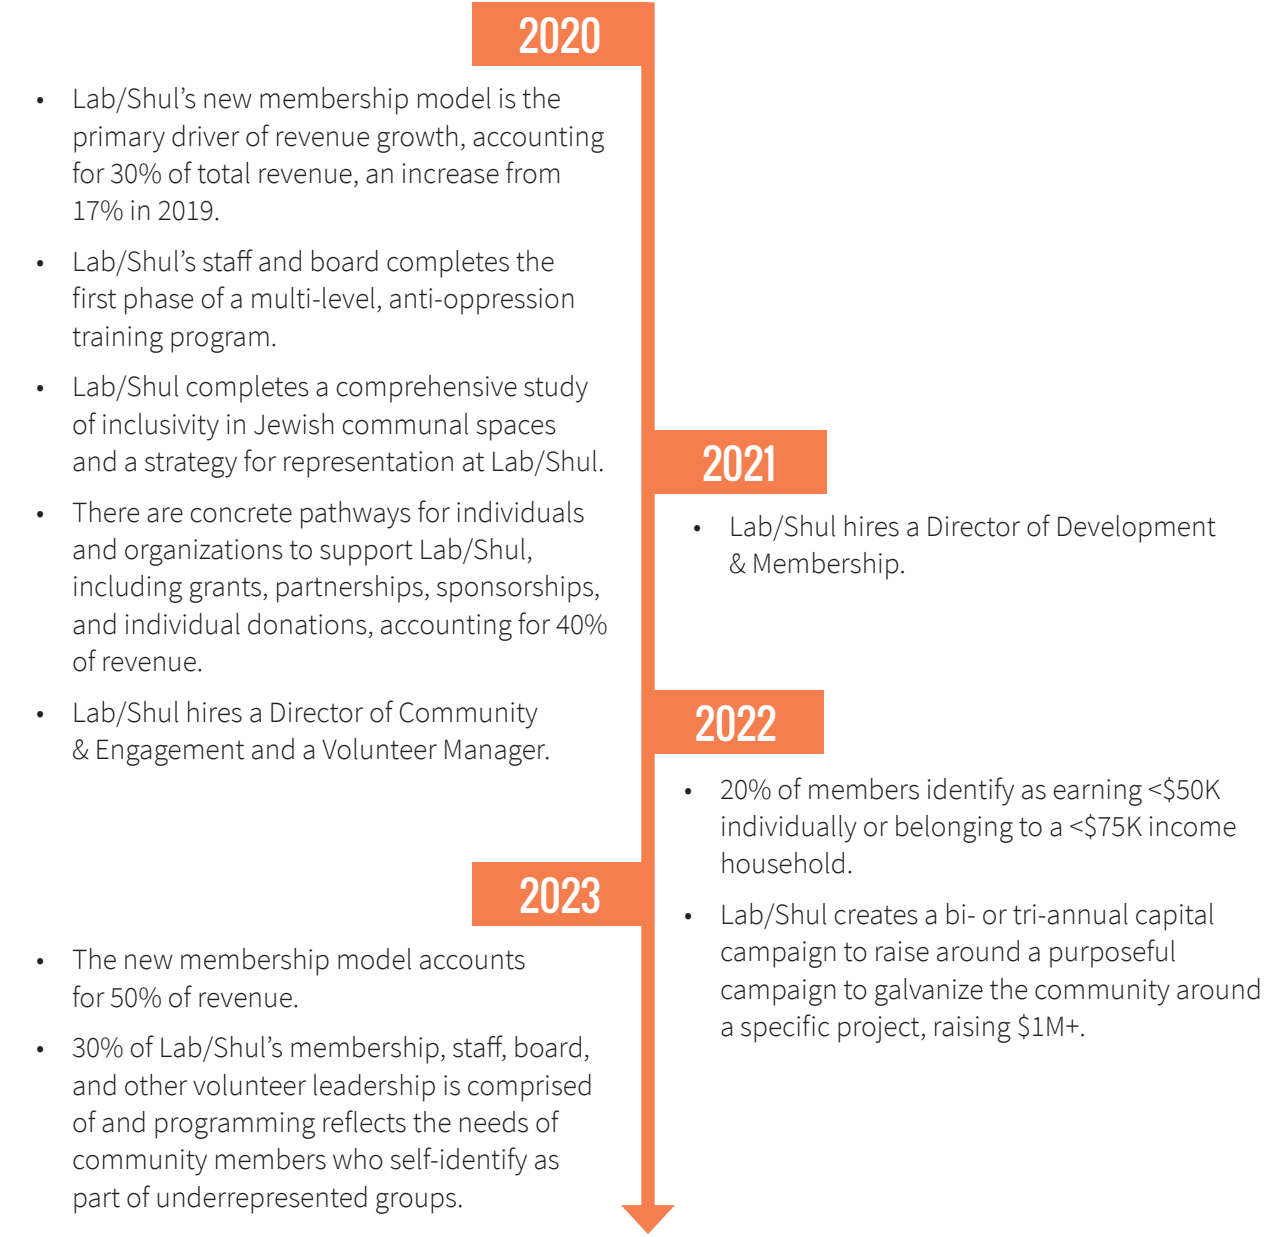 2020
• Lab/Shul’s new membership model is the
primary driver of revenue growth, accounting
for 30% of total revenue, an increase from
17% in 2019.
• Lab/Shul’s staff and board completes the
first phase of a multi-level, anti-oppression
training program.
• Lab/Shul completes a comprehensive study
of inclusivity in Jewish communal spaces
and a strategy for representation at Lab/Shul.
• There are concrete pathways for individuals
and organizations to support Lab/Shul,
including grants, partnerships, sponsorships,
and individual donations, accounting for 40%
of revenue.
• Lab/Shul hires a Director of Community
& Engagement and a Volunteer Manager.
2021
• Lab/Shul hires a Director of Development
& Membership.
2022
• 20% of members identify as earning <$50K
individually or belonging to a <$75K income
household.
• Lab/Shul creates a bi- or tri-annual capital
campaign to raise around a purposeful
campaign to galvanize the community around
a specific project, raising $1M+.
2023
• The new membership model accounts
for 50% of revenue.
• 30% of Lab/Shul’s membership, staff, board,
and other volunteer leadership is comprised
of and programming reflects the needs of
community members who self-identify as
part of underrepresented groups.